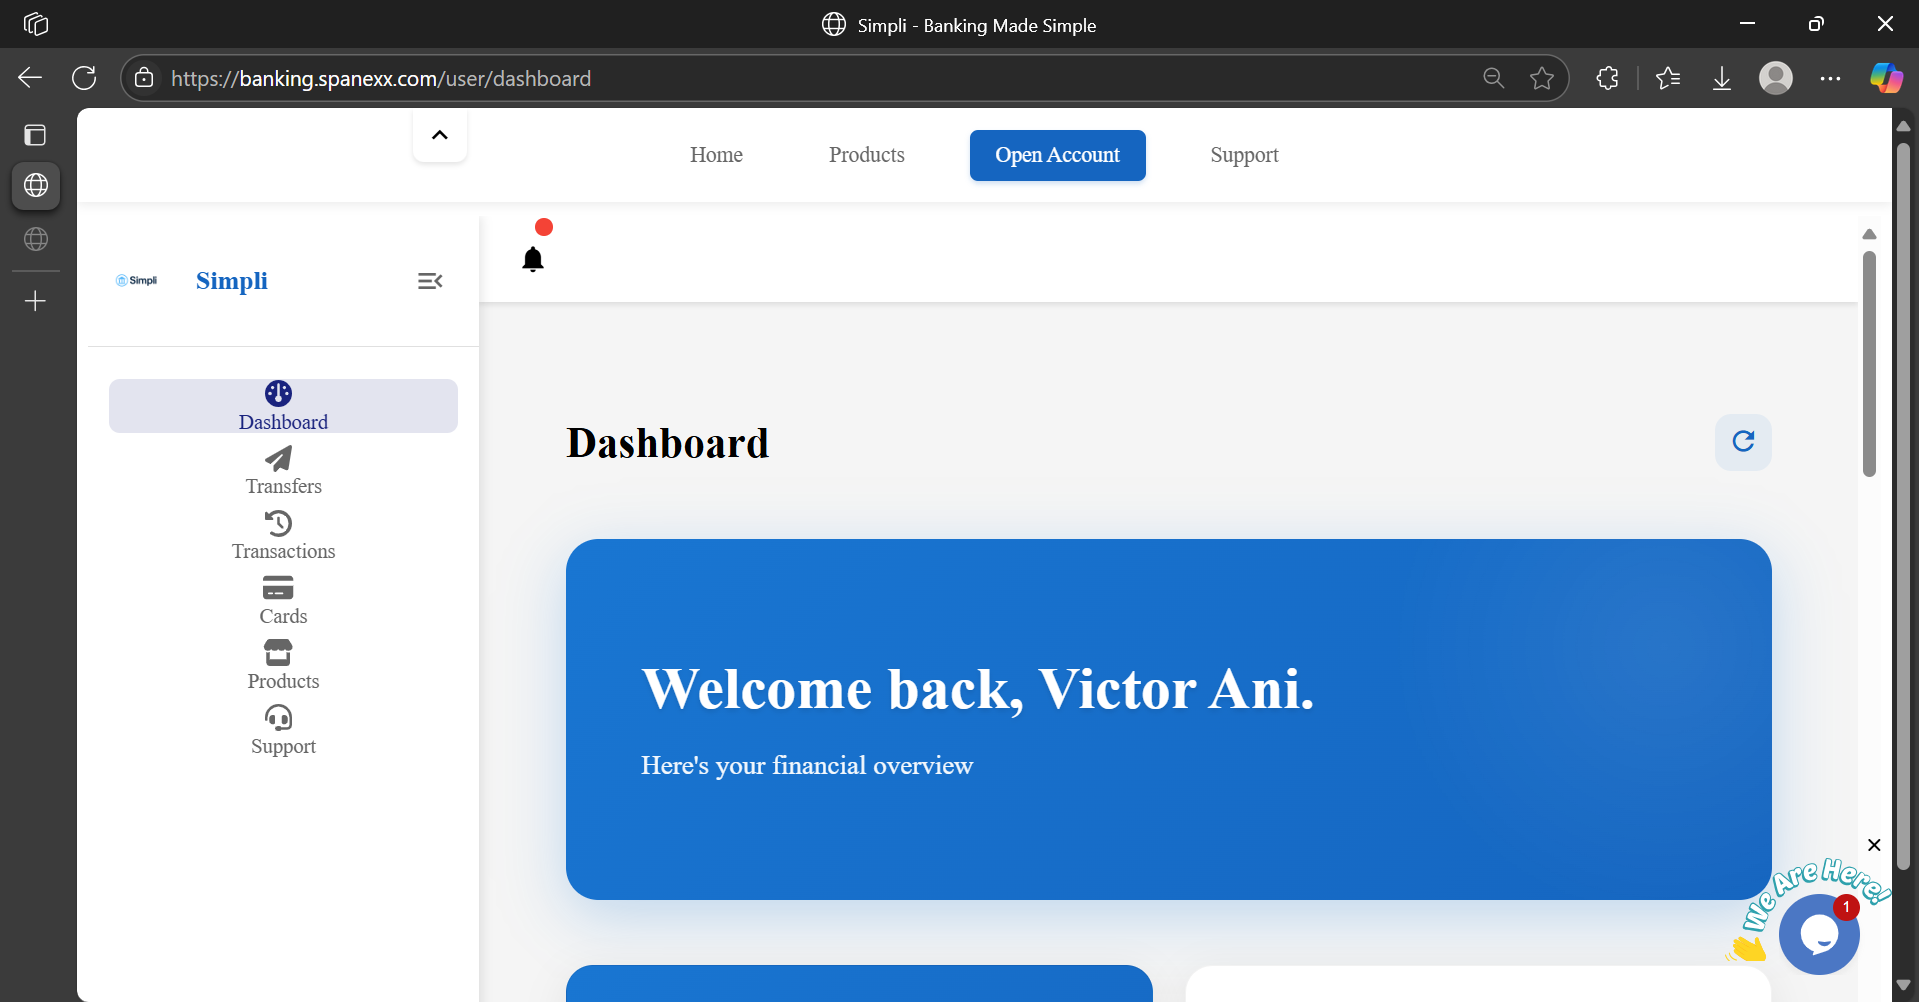 Simpli - Banking Made Simple
https://banking.spanexx.com/user/dashboard
Home
Products
Open Account
Support
Simpli
Simpli
Dashboard
Transfers
Transactions
Cards
Products
Support
Dashboard
Welcome back, Victor Ani.
Here's your financial overview
We Are Here!
1